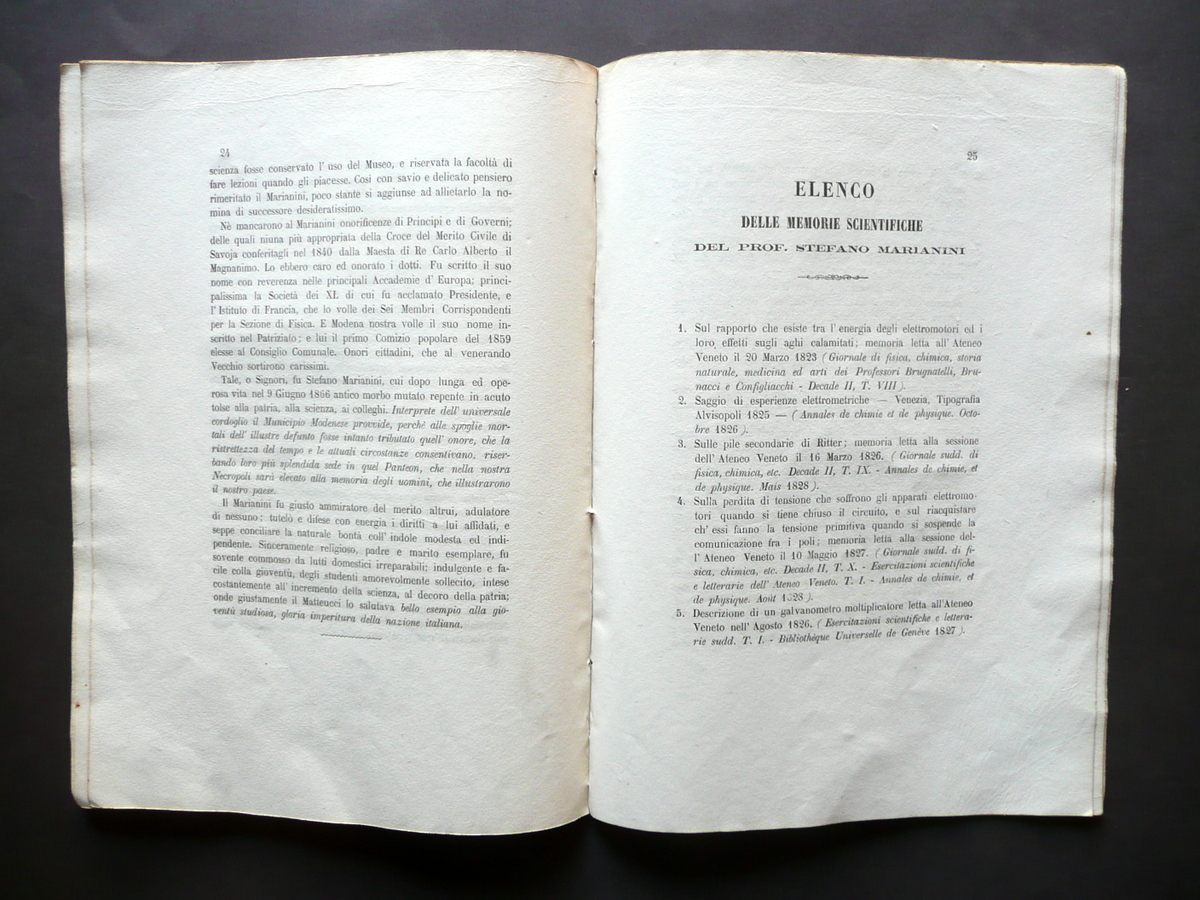 24
scienza fosse conservato l' uso del Museo, e riservata la facoltà di
fare lezioni quando gli piacesse. Così con savio e delicato pensiero
rimeritato il Marianini, poco stante si aggiunse ad allietarlo la no-
mina di successore desideratissimo.
Nè mancarono al Marianini onorificenze di Principi e di Governi;
delle quali niuna più appropriata della Croce del Merito Civile di
Savoja conferitagli nel 1840 dalla Maestà di Re Carlo Alberto il
Magnanimo. Lo ebbero caro ed onorato i dotti. Fu scritto il suo
nome con reverenza nelle principali Accademie d' Europa; princi-
palissima la Società dei XL di cui fu acclamato Presidente, e
l' Istituto di Francia, che lo volle dei Sei Membri Corrispondenti
per la Sezione di Fisica. E Modena nostra volle il suo nome in-
scritto nel Patriziato; e lui il primo Comizio popolare del 1859
elesse al Consiglio Comunale. Onori cittadini, che al venerando
Vecchio sortirono carissimi.
Tale, o Signori, fu Stefano Marianini, cui dopo lunga ed ope-
rosa vita nel 9 Giugno 1866 antico morbo mutato repente in acuto
tolse alla patria, alla scienza, ai colleghi. Interprete dell' universale
cordoglio il Municipio Modenese provvide, perchè alle spoglie mor-
tali dell' illustre defunto fosse intanto tributato quell' onore, che la
ristrettezza del tempo e le attuali circostanze consentivano, riser-
bando loro più splendida sede in quel Panteon, che nella nostra
Necropoli sarà elevato alla memoria degli uomini, che illustrarono
il nostro paese.
Il Marianini fu giusto ammiratore del merito altrui, adulatore
di nessuno; tutelò e difese con energia i diritti a lui affidati, e
seppe conciliare la naturale bontà coll' indole modesta ed indi-
pendente. Sinceramente religioso, padre e marito esemplare, fu
sovente commosso da lutti domestici irreparabili; indulgente e fa-
cile colla gioventù, degli studenti amorevolmente sollecito, intese
costantemente all' incremento della scienza, al decoro della patria;
onde giustamente il Matteucci lo salutava bello esempio alla gio-
ventù studiosa, gloria imperitura della nazione italiana.
25
ELENCO
DELLE MEMORIE SCIENTIFICHE
DEL PROF. STEFANO MARIANINI
1. Sul rapporto che esiste tra l' energia degli elettromotori ed i
loro effetti sugli aghi calamitati; memoria letta all' Ateneo
Veneto il 20 Marzo 1823 (Giornale di fisica, chimica, storia
naturale, medicina ed arti dei Professori Brugnatelli, Bru-
nacci e Configliacchi - Decade II, T. VIII).
2. Saggio di esperienze elettrometriche — Venezia, Tipografia
Alvisopoli 1825 — (Annales de chimie et de physique. Octo-
bre 1826).
3. Sulle pile secondarie di Ritter; memoria letta alla sessione
dell' Ateneo Veneto il 16 Marzo 1826. (Giornale sudd. di
fisica, chimica, etc. Decade II, T. IX. - Annales de chimie, et
de physique. Mais 1828).
4. Sulla perdita di tensione che soffrono gli apparati elettromo-
tori quando si tiene chiuso il circuito, e sul riacquistare
ch' essi fanno la tensione primitiva quando si sospende la
comunicazione fra i poli; memoria letta alla sessione del-
l' Ateneo Veneto il 10 Maggio 1827. (Giornale sudd. di fi-
sica, chimica, etc. Decade II, T. X. - Esercitazioni scientifiche
e letterarie dell' Ateneo Veneto. T. I. - Annales de chimie, et
de physique. Août 1828).
5. Descrizione di un galvanometro moltiplicatore letta all' Ateneo
Veneto nell' Agosto 1826. (Esercitazioni scientifiche e lettera-
rie sudd. T. I. - Bibliothèque Universelle de Genève 1827).